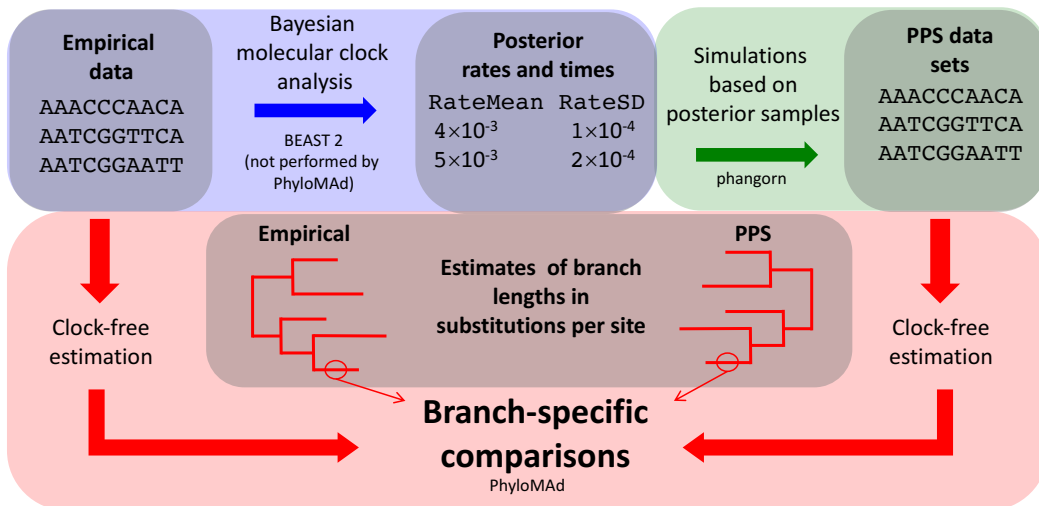 Empirical
data
AAACCCAACA
AATCGGTTCA
AATCGGAATT
Bayesian
molecular clock
analysis
BEAST 2
(not performed by
PhyloMAd)
Posterior
rates and times
RateMean RateSD
4×10⁻³ 1×10⁻⁴
5×10⁻³ 2×10⁻⁴
Simulations
based on
posterior samples
phangorn
PPS data
sets
AAACCCAACA
AATCGGTTCA
AATCGGAATT
Clock-free
estimation
Empirical
Estimates of branch
lengths in
substitutions per site
PPS
Clock-free
estimation
Branch-specific
comparisons
PhyloMAd